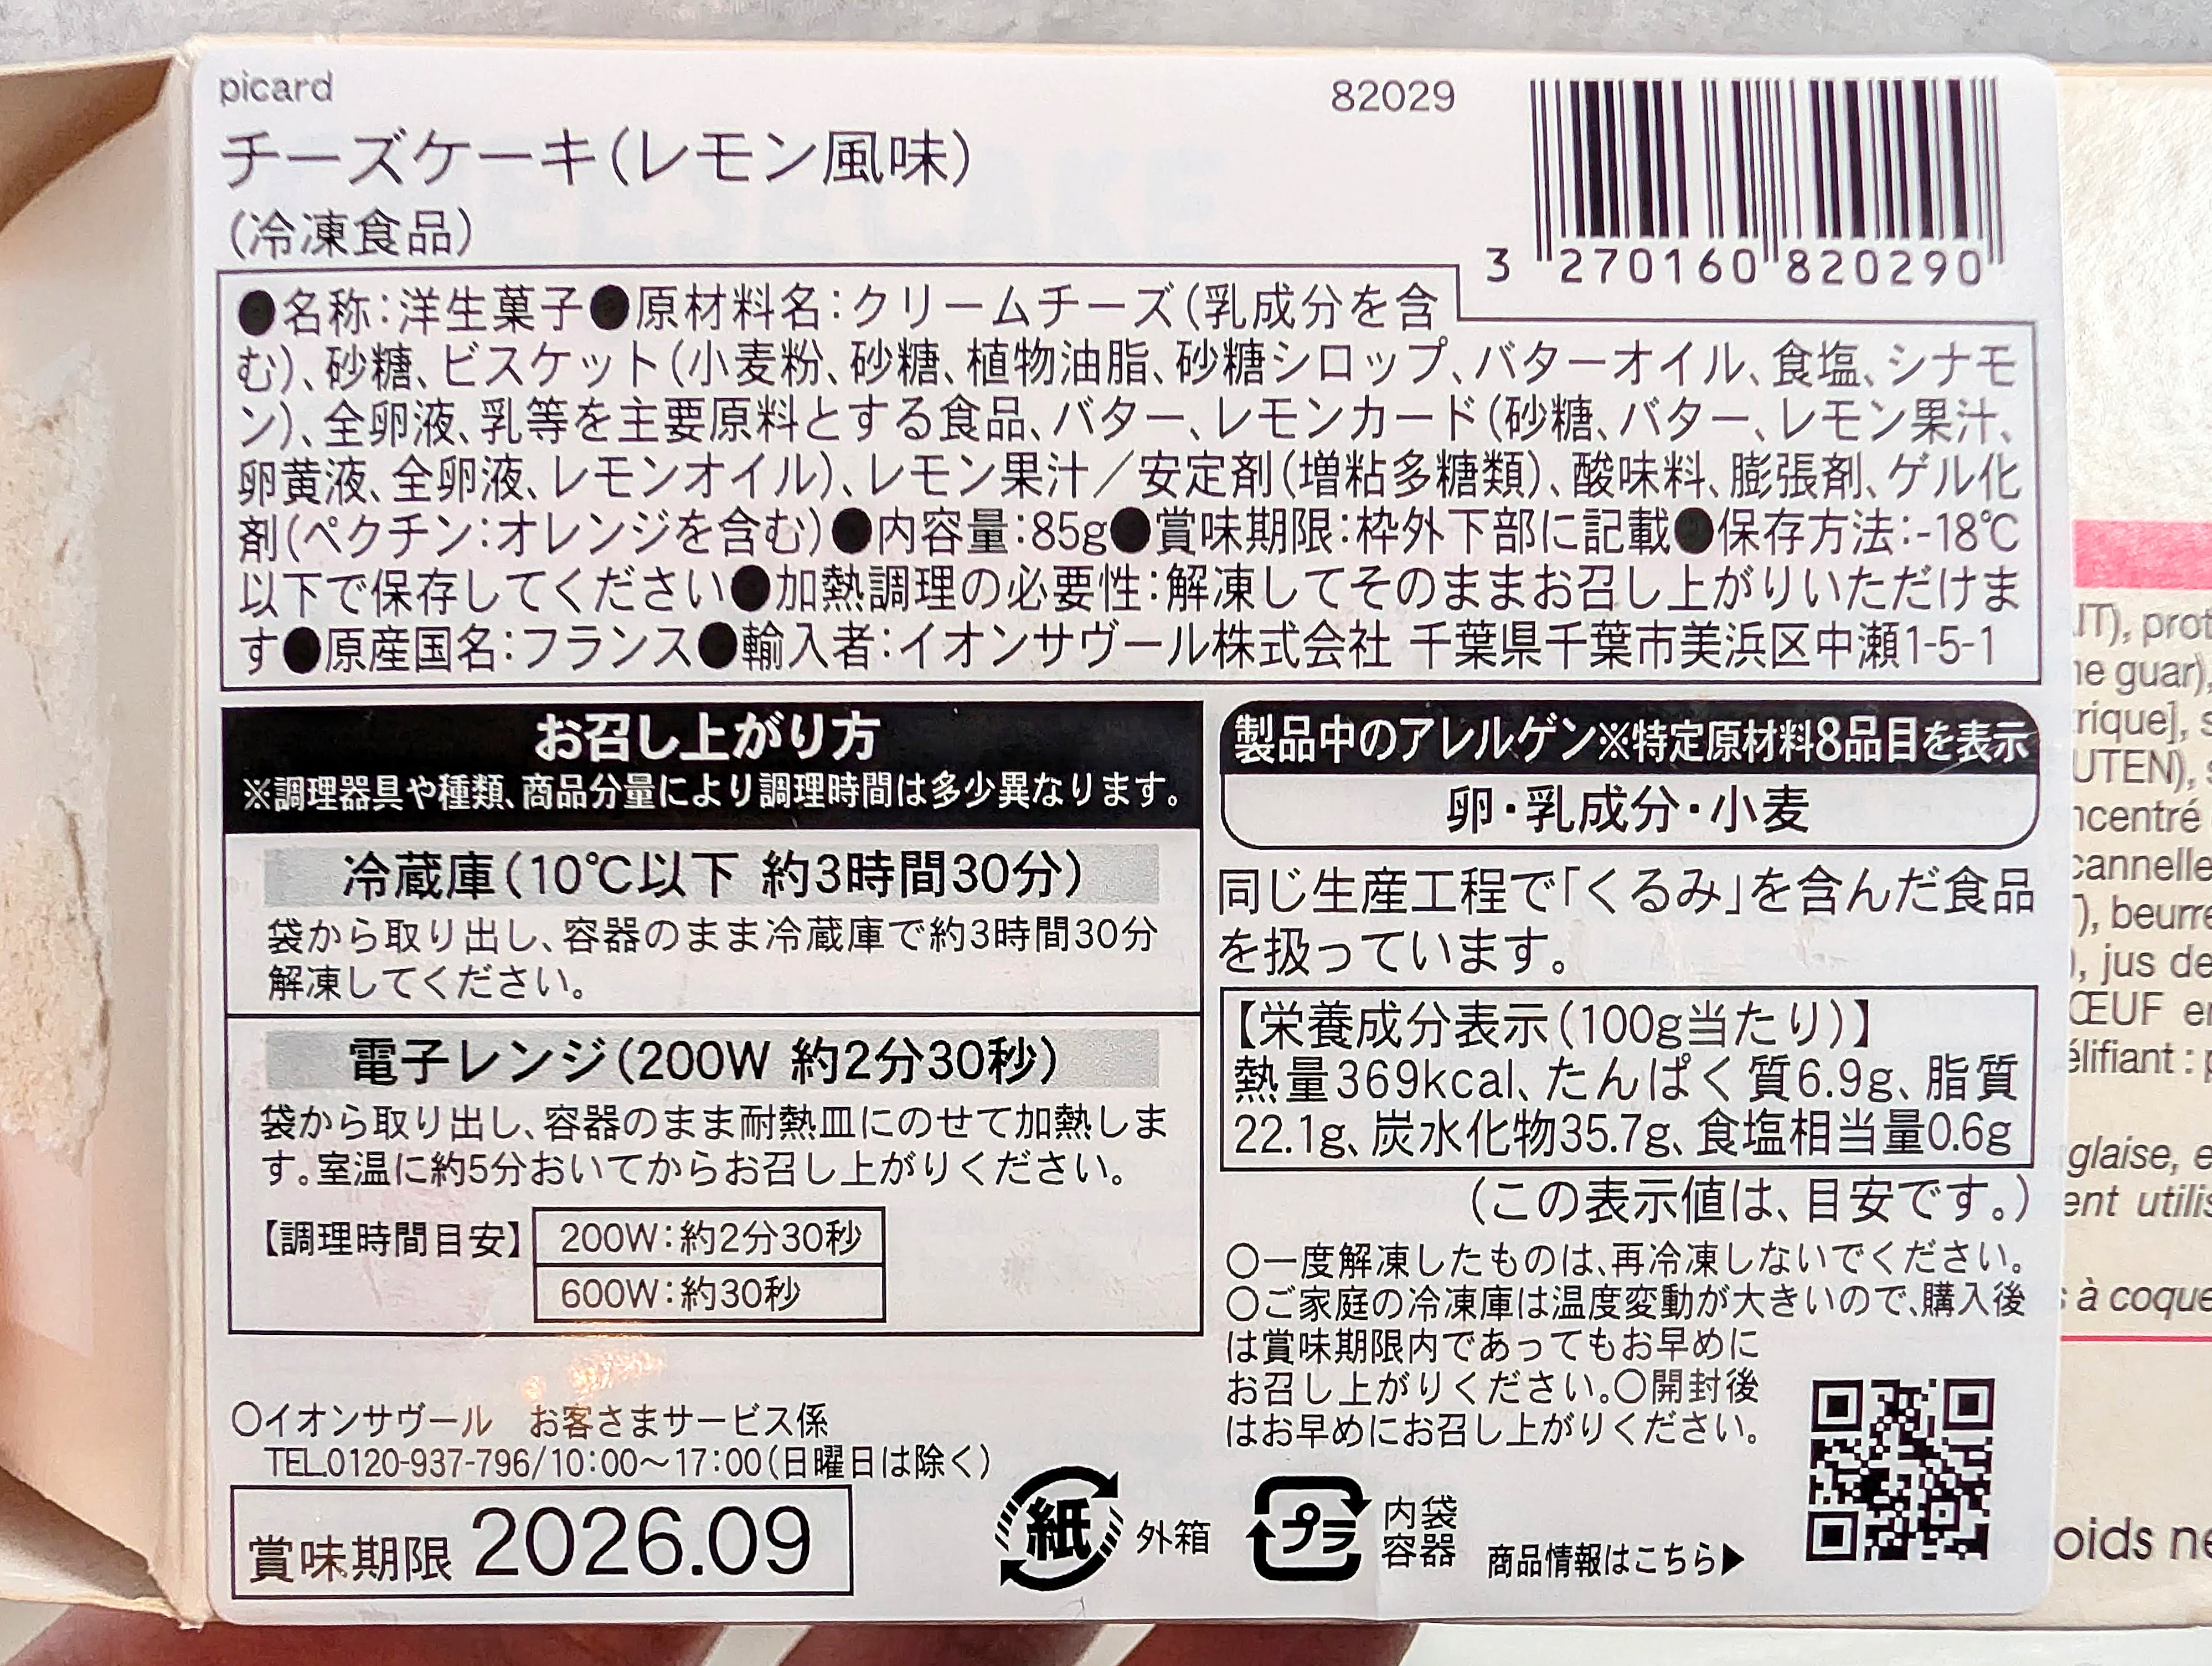 picard
82029
チーズケーキ(レモン風味)
(冷凍食品)
3 270160 820290
●名称:洋生菓子●原材料名:クリームチーズ(乳成分を含
む)、砂糖、ビスケット(小麦粉、砂糖、植物油脂、砂糖シロップ、バターオイル、食塩、シナモ
ン)、全卵液、乳等を主要原料とする食品、バター、レモンカード(砂糖、バター、レモン果汁、
卵黄液、全卵液、レモンオイル)、レモン果汁／安定剤(増粘多糖類)、酸味料、膨張剤、ゲル化
剤(ペクチン:オレンジを含む)●内容量:85g●賞味期限:枠外下部に記載●保存方法:-18℃
以下で保存してください●加熱調理の必要性:解凍してそのままお召し上がりいただけま
す●原産国名:フランス●輸入者:イオンサヴール株式会社 千葉県千葉市美浜区中瀬1-5-1
お召し上がり方
※調理器具や種類、商品分量により調理時間は多少異なります。
冷蔵庫(10℃以下 約3時間30分)
袋から取り出し、容器のまま冷蔵庫で約3時間30分
解凍してください。
電子レンジ(200W 約2分30秒)
袋から取り出し、容器のまま耐熱皿にのせて加熱しま
す。室温に約5分おいてからお召し上がりください。
【調理時間目安】
200W:約2分30秒
600W:約30秒
○イオンサヴール お客さまサービス係
TEL.0120-937-796/10:00～17:00(日曜日は除く)
賞味期限 2026.09
製品中のアレルゲン※特定原材料8品目を表示
卵・乳成分・小麦
同じ生産工程で「くるみ」を含んだ食品
を扱っています。
【栄養成分表示(100g当たり)】
熱量369kcal、たんぱく質6.9g、脂質
22.1g、炭水化物35.7g、食塩相当量0.6g
(この表示値は、目安です。)
○一度解凍したものは、再冷凍しないでください。
○ご家庭の冷凍庫は温度変動が大きいので、購入後
は賞味期限内であってもお早めに
お召し上がりください。○開封後
はお早めにお召し上がりください。
紙 外箱
プラ 内袋
容器
商品情報はこちら▶
prot
guar),
ncentré
cannelle
beurre
jus de
ŒUF
élifiant :
à coque